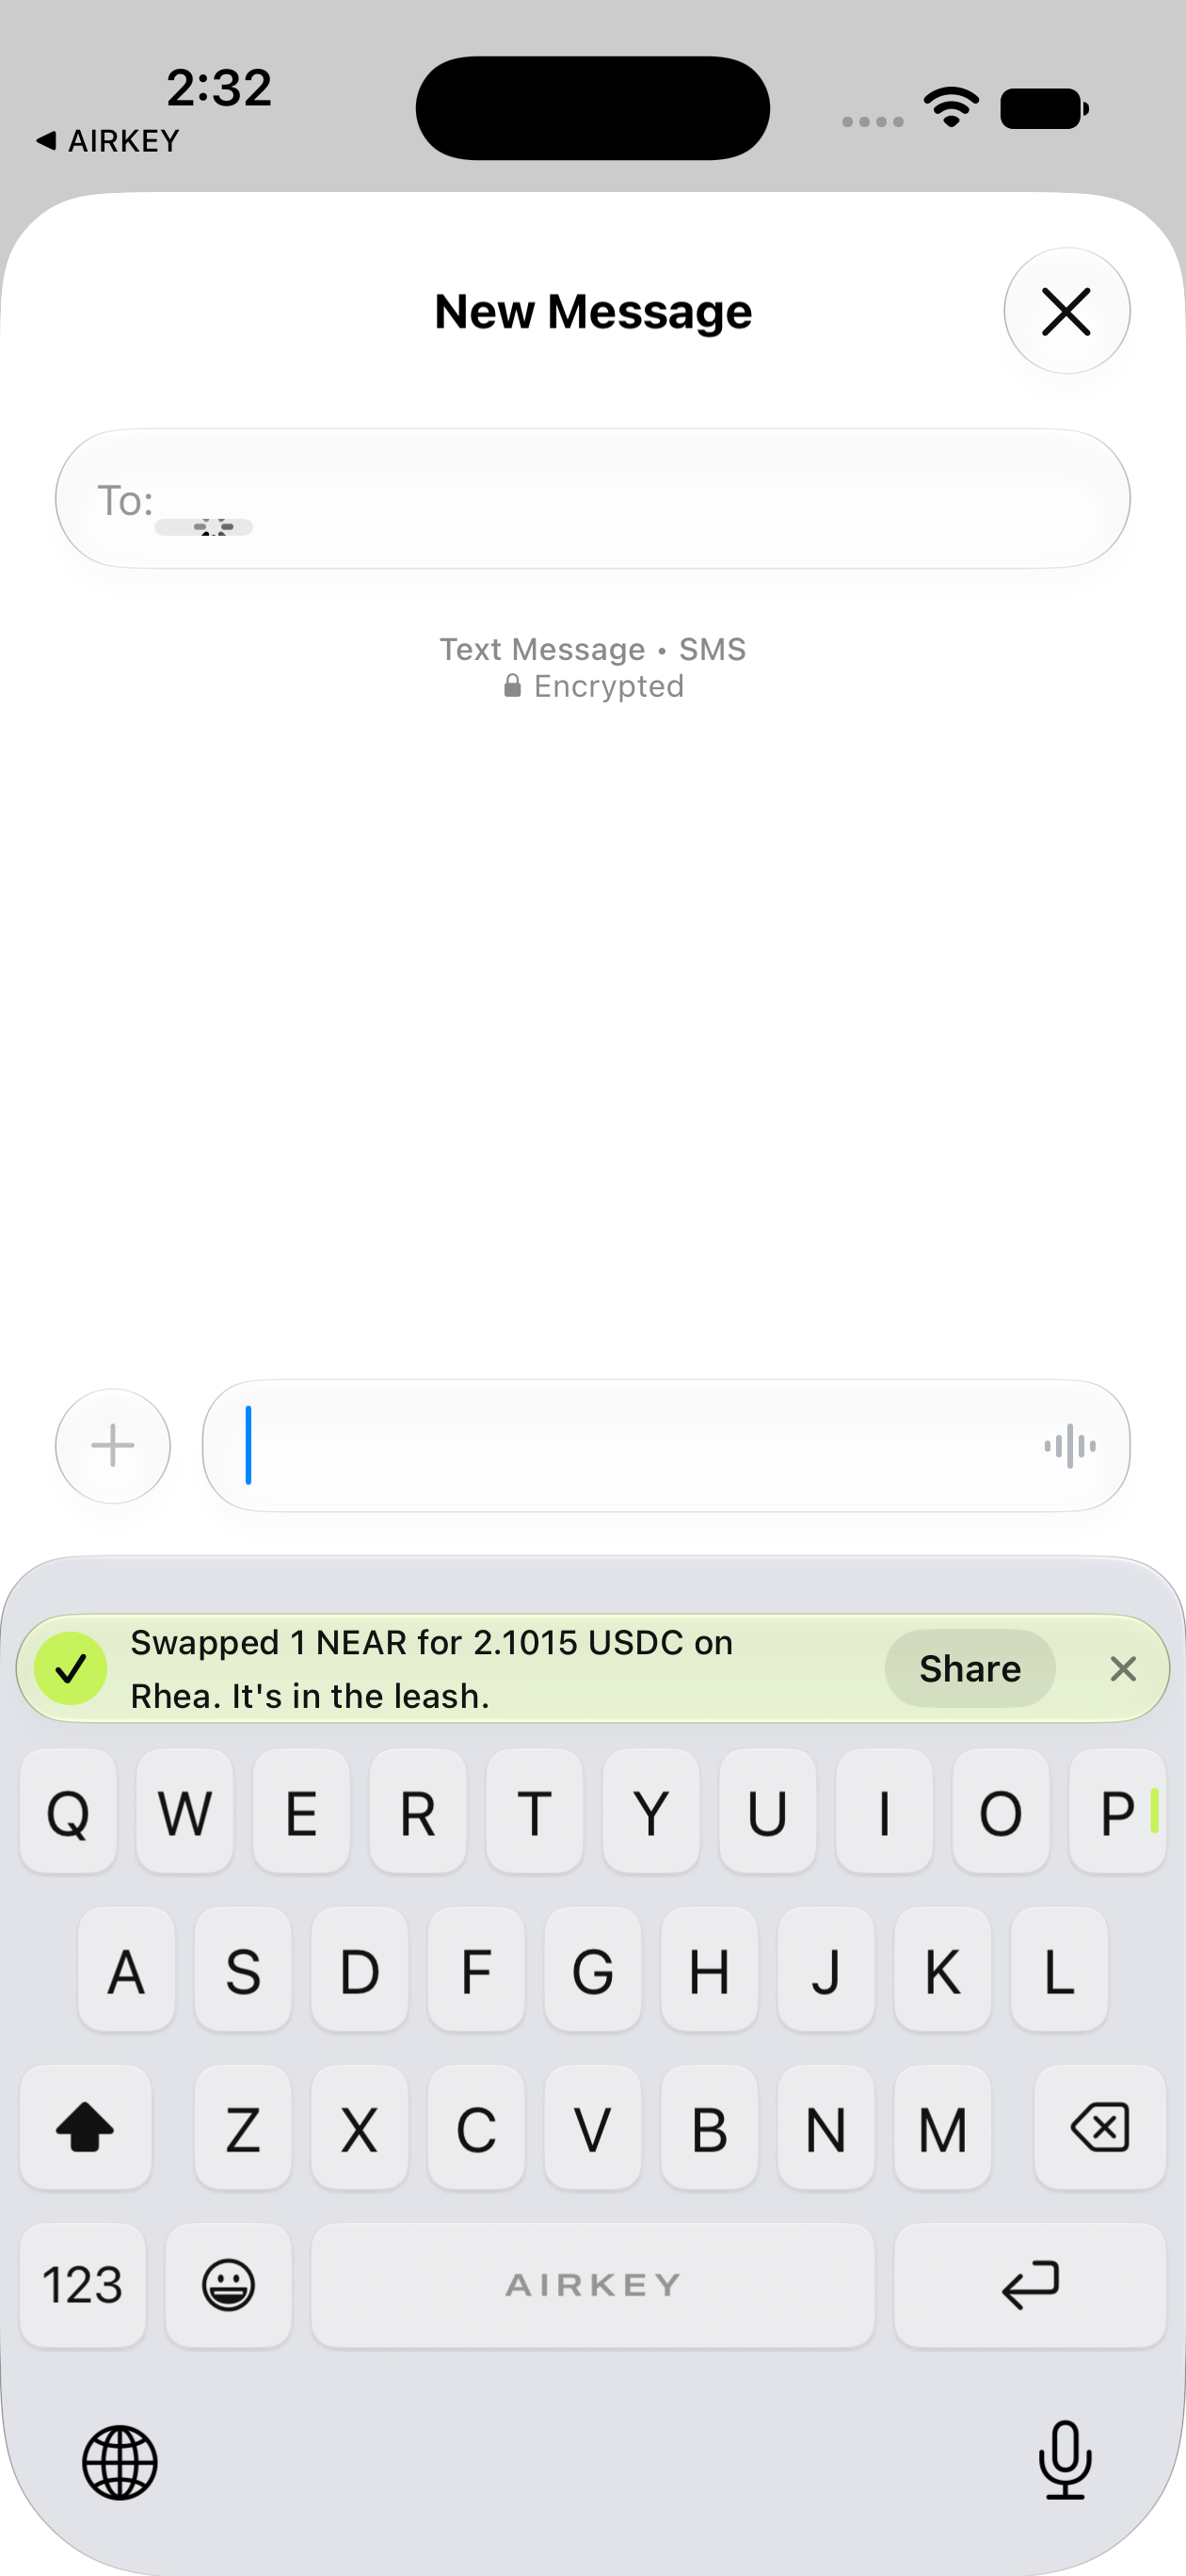 2:32
AIRKEY
New Message
To:
Text Message • SMS
Encrypted
Swapped 1 NEAR for 2.1015 USDC on
Rhea. It's in the leash.
Share
Q W E R T Y U I O P
A S D F G H J K L
Z X C V B N M
123
AIRKEY